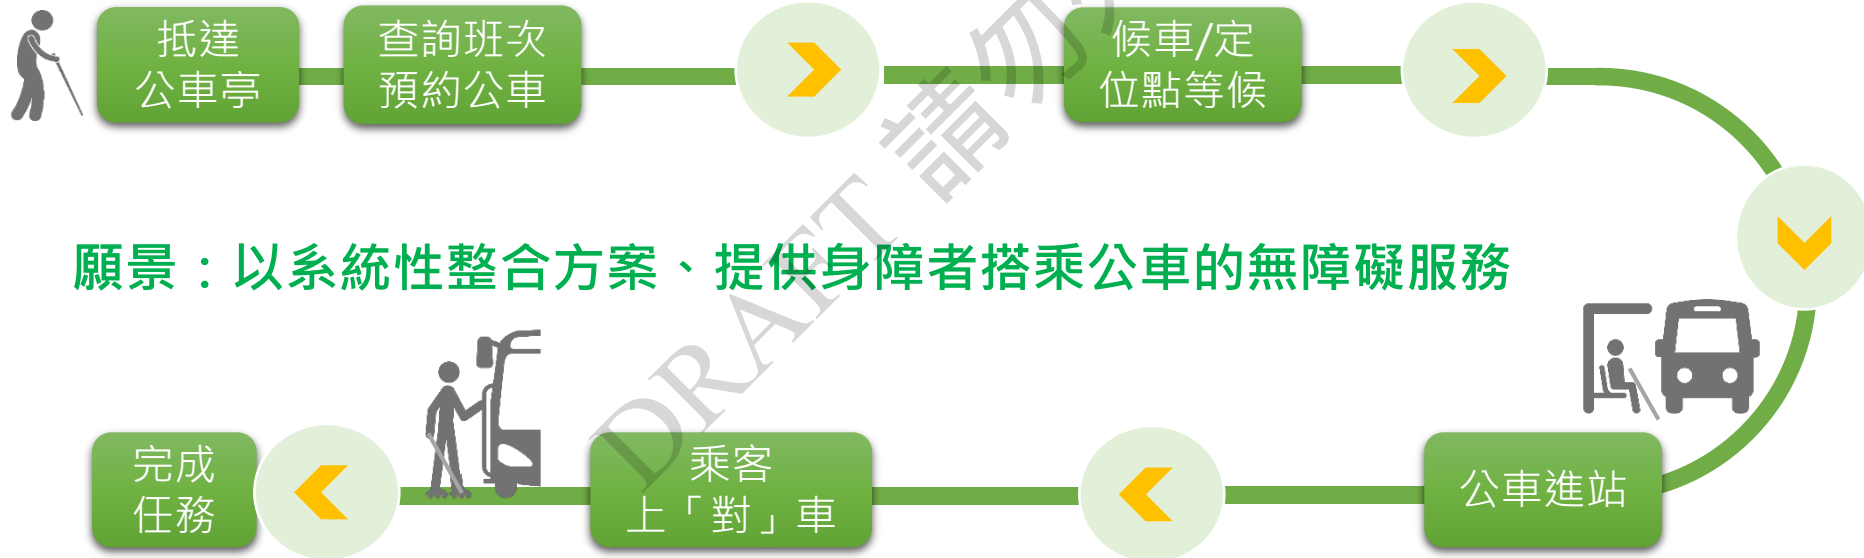 抵達
公車亭
查詢班次
預約公車
候車/定
位點等候
願景：以系統性整合方案、提供身障者搭乘公車的無障礙服務
公車進站
乘客
上「對」車
完成
任務
DRAFT 請勿